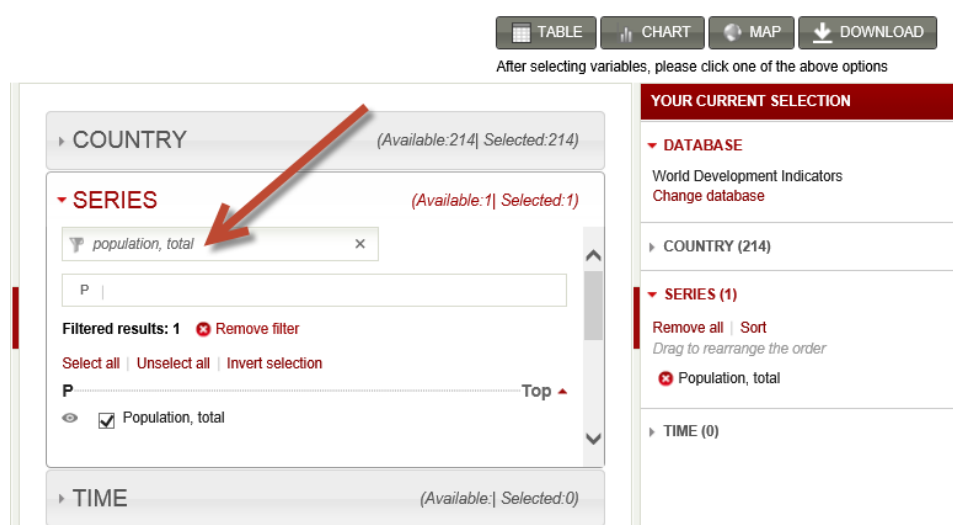 TABLE CHART MAP DOWNLOAD
After selecting variables, please click one of the above options
COUNTRY (Available:214| Selected:214)
SERIES (Available:1| Selected:1)
population, total ×
P |
Filtered results: 1 Remove filter
Select all | Unselect all | Invert selection
P Top
Population, total
TIME (Available:| Selected:0)
YOUR CURRENT SELECTION
DATABASE
World Development Indicators
Change database
COUNTRY (214)
SERIES (1)
Remove all | Sort
Drag to rearrange the order
Population, total
TIME (0)